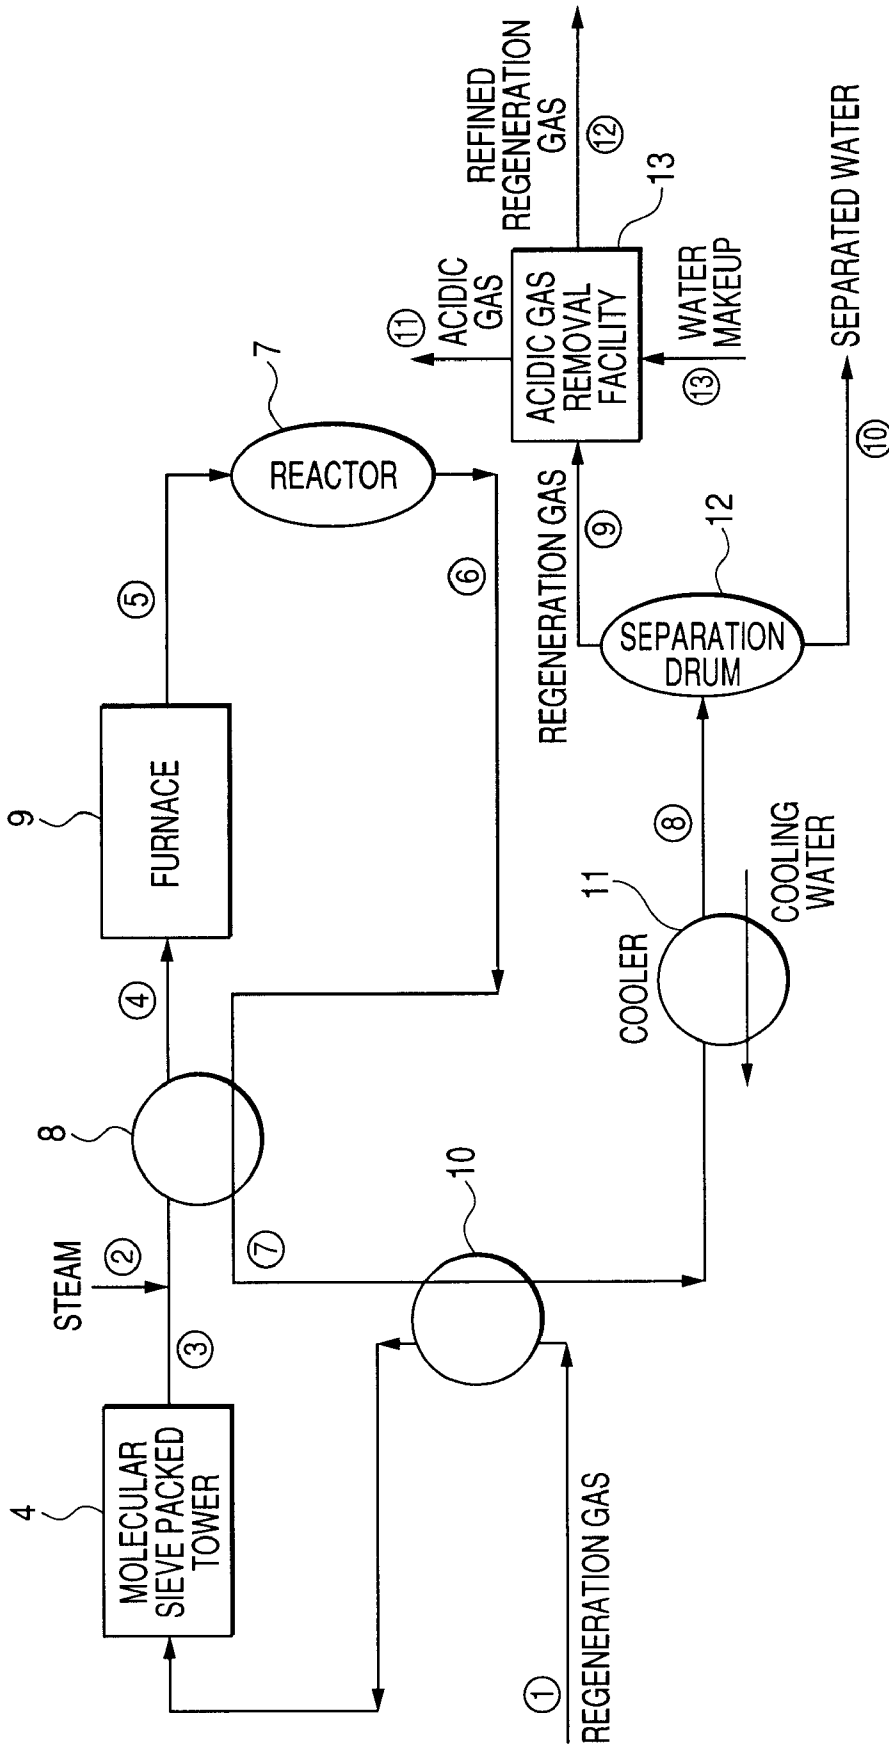 4
MOLECULAR
SIEVE PACKED
TOWER
③
STEAM
②
8
④
9
FURNACE
⑤
7
REACTOR
⑥
⑦
10
①
REGENERATION GAS
COOLER
11
COOLING
WATER
⑧
SEPARATION
DRUM
12
REGENERATION GAS
⑨
⑩
SEPARATED WATER
ACIDIC GAS
REMOVAL
FACILITY
13
⑪
ACIDIC
GAS
⑬
WATER
MAKEUP
REFINED
REGENERATION
GAS
⑫